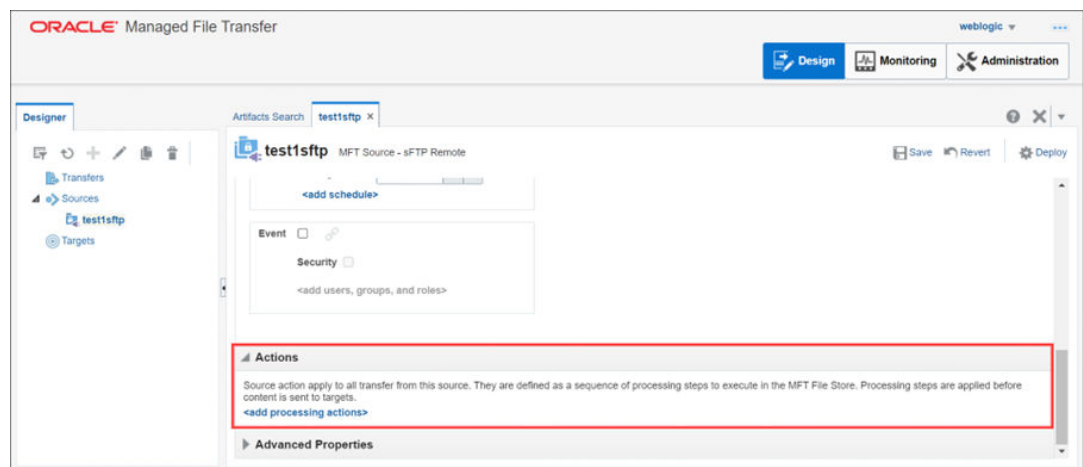 ORACLE® Managed File Transfer
weblogic
Design
Monitoring
Administration
Designer
Artifacts Search
test1sftp ×
test1sftp MFT Source - sFTP Remote
Save
Revert
Deploy
Transfers
Sources
test1sftp
Targets
<add schedule>
Event
Security
<add users, groups, and roles>
Actions
Source action apply to all transfer from this source. They are defined as a sequence of processing steps to execute in the MFT File Store. Processing steps are applied before
content is sent to targets.
<add processing actions>
Advanced Properties